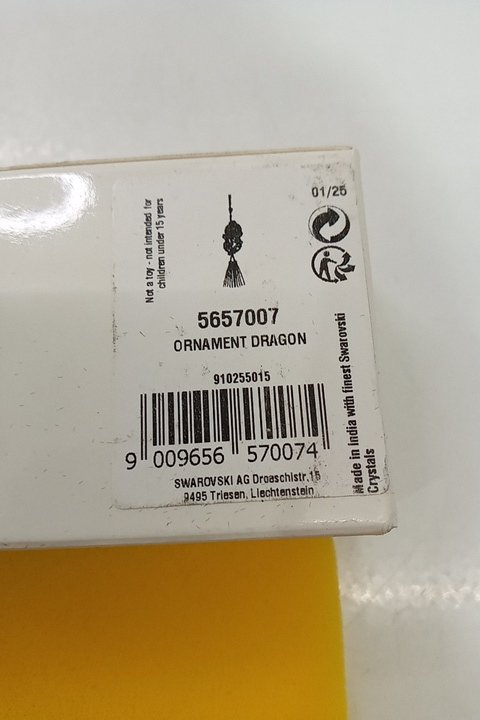 01/25
Not a toy - not intended for
children under 15 years
5657007
ORNAMENT DRAGON
910255015
9 009656 570074
SWAROVSKI AG Droeschistr.15
9495 Triesen, Liechtenstein
Made in India with finest Swarovski
Crystals